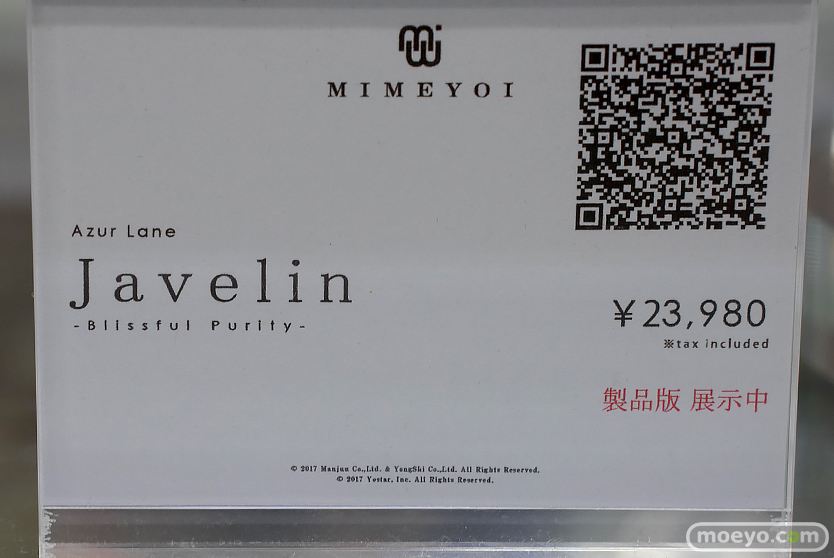 MIMEYOI
Azur Lane
Javelin
-Blissful Purity-
¥23,980
※tax included
製品版 展示中
© 2017 Manjuu Co.,Ltd. & YongShi Co.,Ltd. All Rights Reserved.
© 2017 Yostar, Inc. All Rights Reserved.
moeyo.com